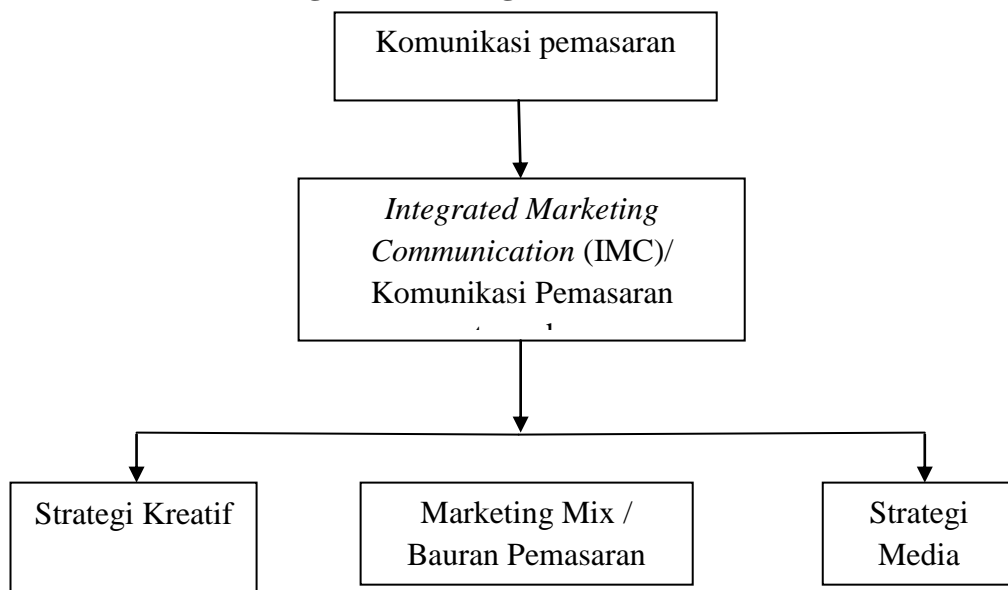 Komunikasi pemasaran
Integrated Marketing
Communication (IMC)/
Komunikasi Pemasaran
Strategi Kreatif
Marketing Mix /
Bauran Pemasaran
Strategi
Media